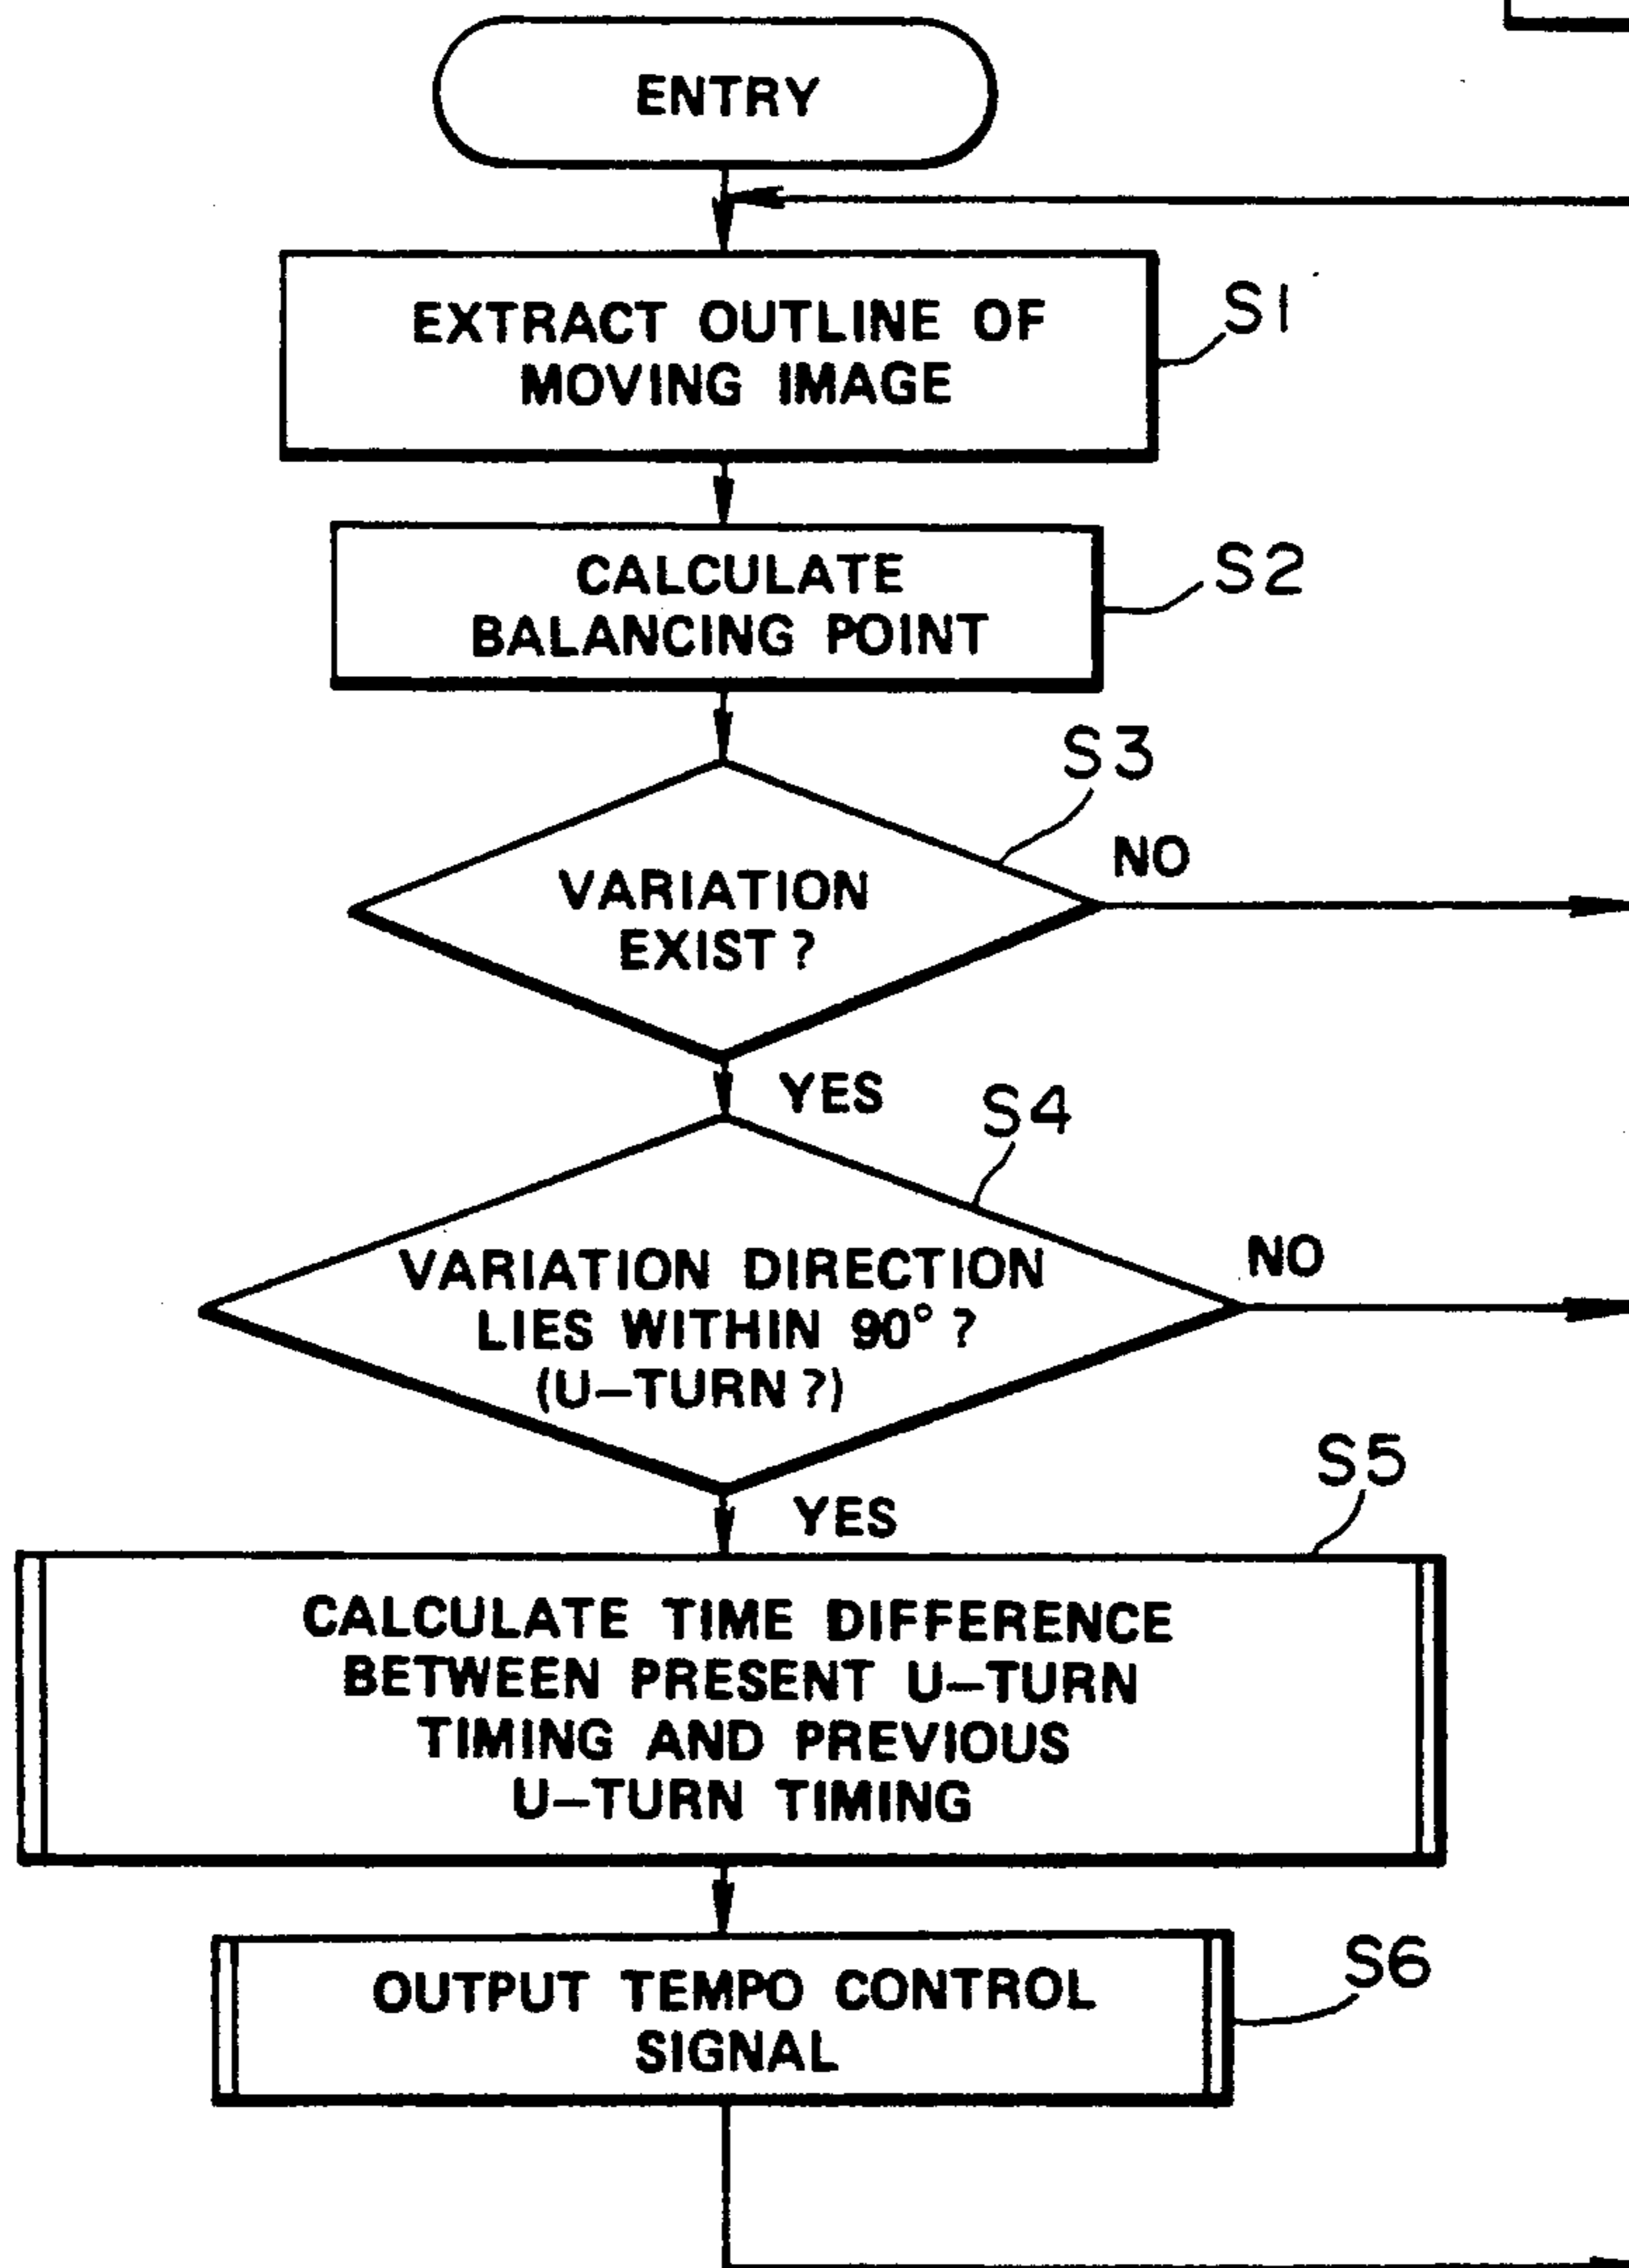 ENTRY
EXTRACT OUTLINE OF
MOVING IMAGE
S1
CALCULATE
BALANCING POINT
S2
S3
VARIATION
EXIST?
NO
YES
S4
VARIATION DIRECTION
LIES WITHIN 90°?
(U-TURN?)
NO
YES
S5
CALCULATE TIME DIFFERENCE
BETWEEN PRESENT U-TURN
TIMING AND PREVIOUS
U-TURN TIMING
OUTPUT TEMPO CONTROL
SIGNAL
S6